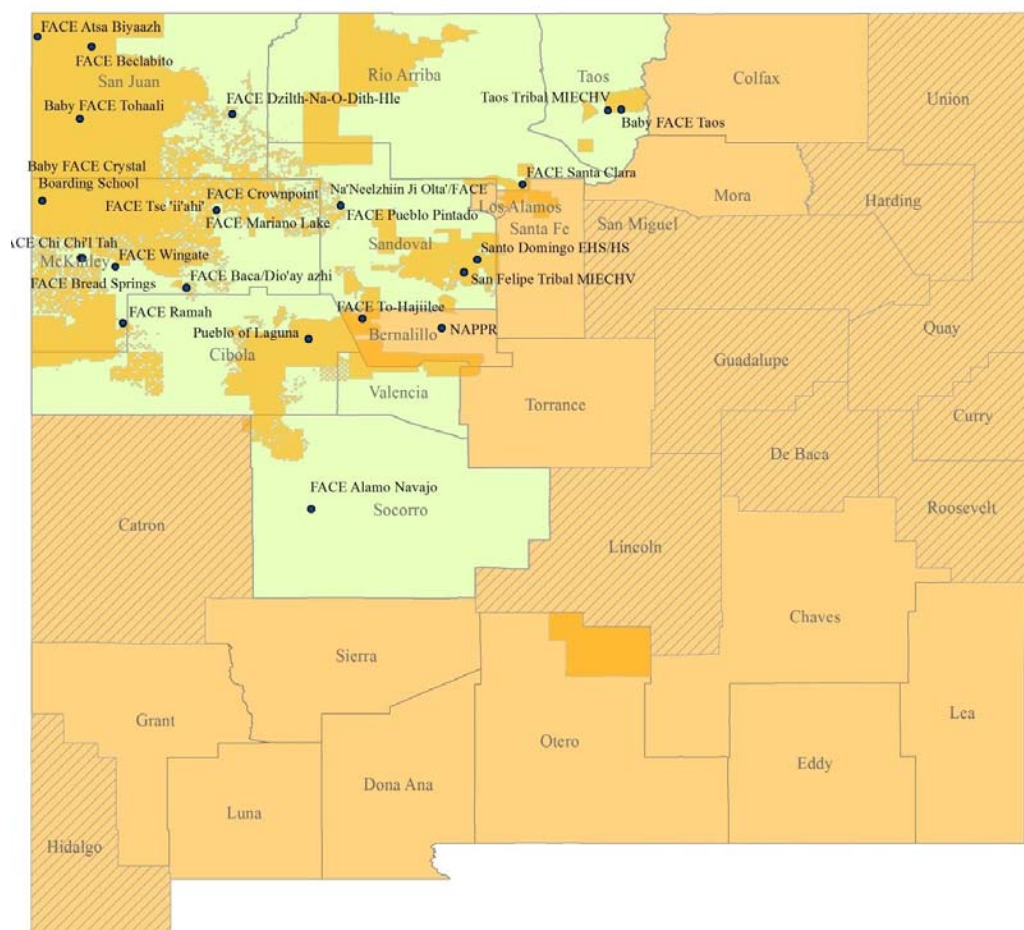 FACE Atsa Biyaazh
FACE Beclabito
San Juan
Rio Arriba
Taos
Colfax
Union
Baby FACE Tohaali
FACE Dzilth-Na-O-Dith-Hle
Taos Tribal MIECHV
Baby FACE Taos
Baby FACE Crystal
Boarding School
FACE Tse 'ii'ahi'
FACE Crownpoint
FACE Mariano Lake
Na'Neelzhiin Ji Olta'/FACE
FACE Pueblo Pintado
FACE Santa Clara
Los Alamos
Santa Fe
San Miguel
Mora
Harding
ACE Chi Chi'l Tah
McKinley
FACE Wingate
FACE Bread Springs
FACE Baca/Dio'ay azhi
Sandoval
Santo Domingo EHS/HS
San Felipe Tribal MIECHV
FACE Ramah
Pueblo of Laguna
Cibola
FACE To-Hajiilee
Bernalillo
NAPPR
Quay
Guadalupe
Valencia
Torrance
Curry
De Baca
FACE Alamo Navajo
Socorro
Catron
Lincoln
Roosevelt
Chaves
Sierra
Grant
Otero
Lea
Eddy
Dona Ana
Luna
Hidalgo